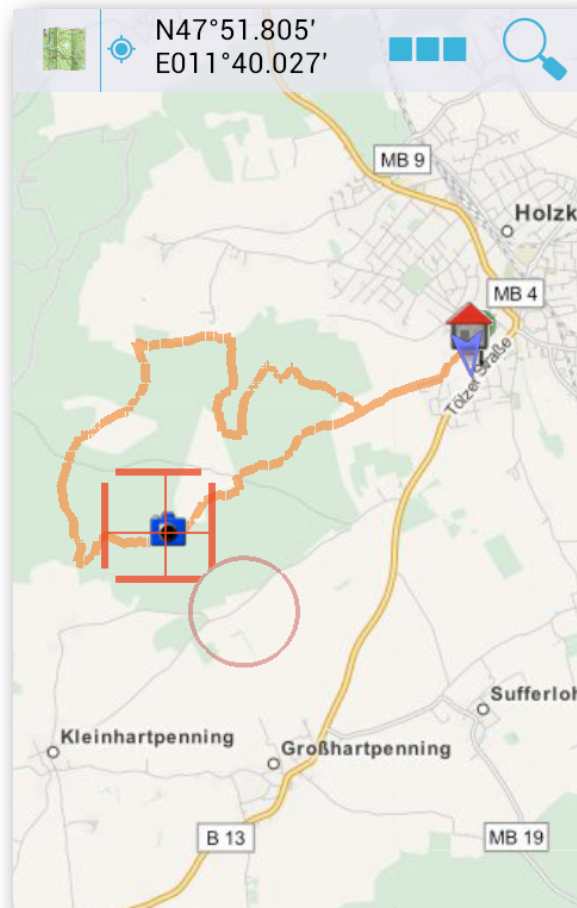 N47°51.805'
E011°40.027'
MB 9
Holzk
MB 4
Tölzer Straße
Sufferloh
Kleinhartpenning
Großhartpenning
B 13
MB 19